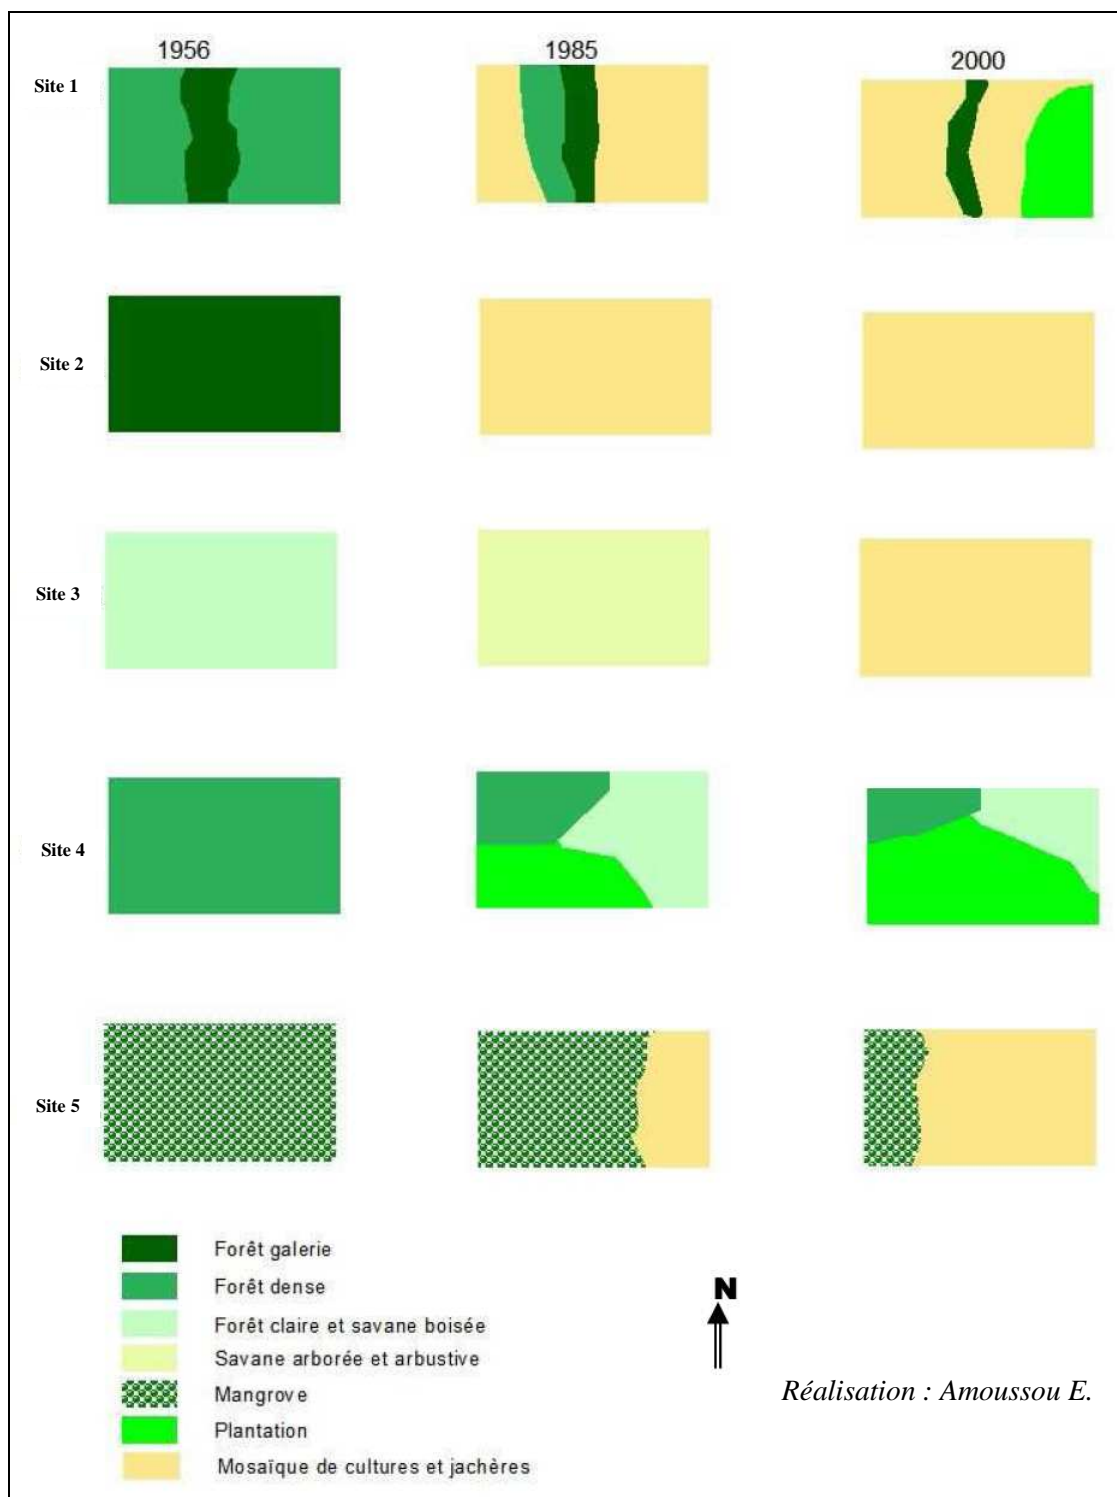 1956
1985
2000
Site 1
Site 2
Site 3
Site 4
Site 5
Forêt galerie
Forêt dense
Forêt claire et savane boisée
Savane arborée et arbustive
Mangrove
Plantation
Mosaïque de cultures et jachères
N
Réalisation : Amoussou E.